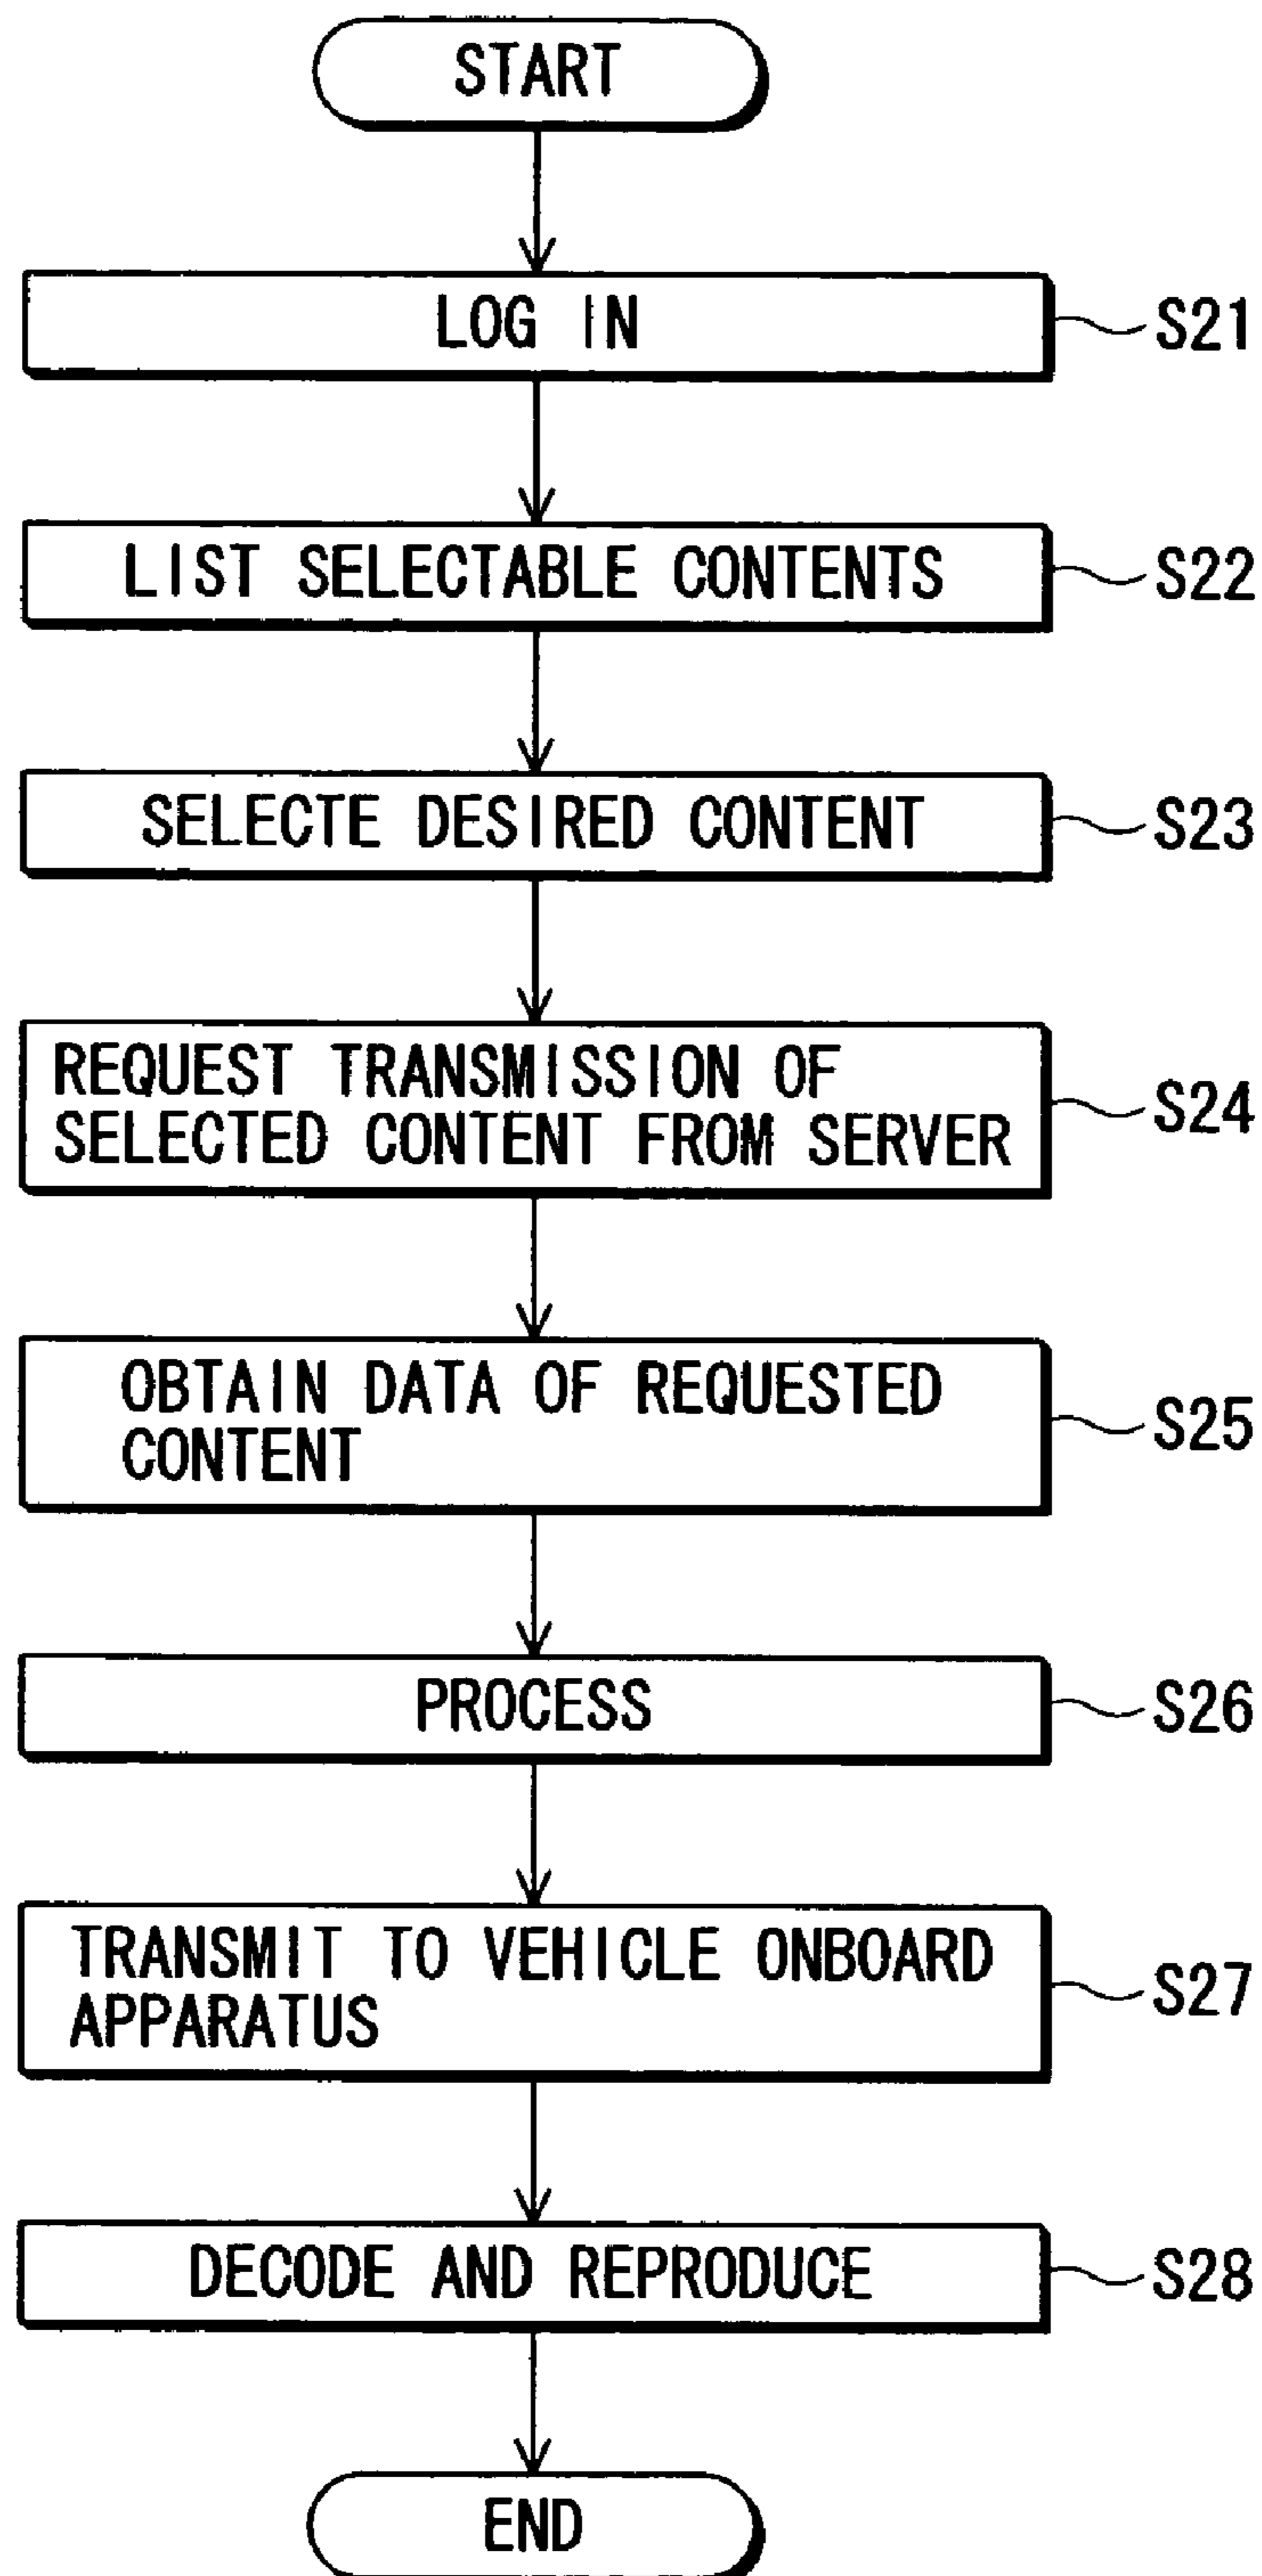 START
LOG IN
S21
LIST SELECTABLE CONTENTS
S22
SELECTE DESIRED CONTENT
S23
REQUEST TRANSMISSION OF
SELECTED CONTENT FROM SERVER
S24
OBTAIN DATA OF REQUESTED
CONTENT
S25
PROCESS
S26
TRANSMIT TO VEHICLE ONBOARD
APPARATUS
S27
DECODE AND REPRODUCE
S28
END